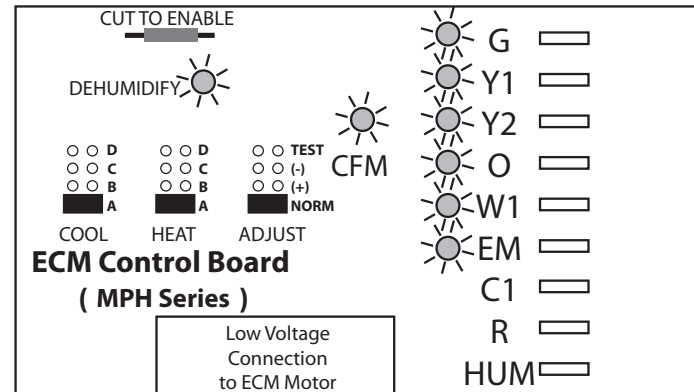 CUT TO ENABLE
DEHUMIDIFY
D D TEST
C C (-)
B B (+)
A A NORM
COOL HEAT ADJUST
CFM
G
Y1
Y2
O
W1
EM
C1
R
HUM
ECM Control Board
( MPH Series )
Low Voltage
Connection
to ECM Motor